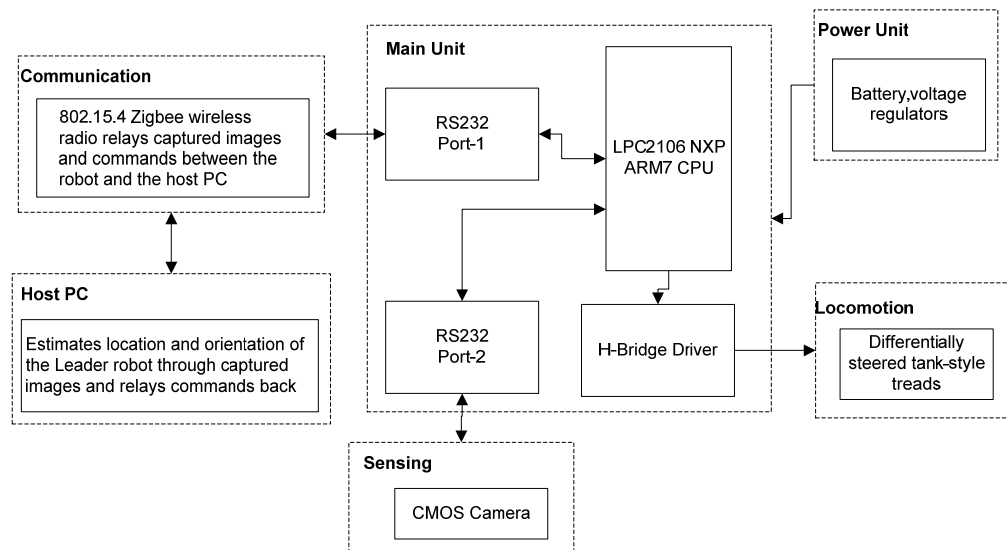 Communication
802.15.4 Zigbee wireless
radio relays captured images
and commands between the
robot and the host PC
Host PC
Estimates location and orientation of
the Leader robot through captured
images and relays commands back
Main Unit
RS232
Port-1
LPC2106 NXP
ARM7 CPU
RS232
Port-2
H-Bridge Driver
Sensing
CMOS Camera
Power Unit
Battery,voltage
regulators
Locomotion
Differentially
steered tank-style
treads